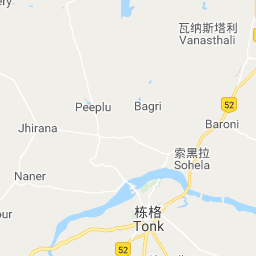 瓦纳斯塔利
Vanasthali
Peeplu
Bagri
52
Jhirana
Baroni
索黑拉
Sohela
Naner
栋格
Tonk
our
52